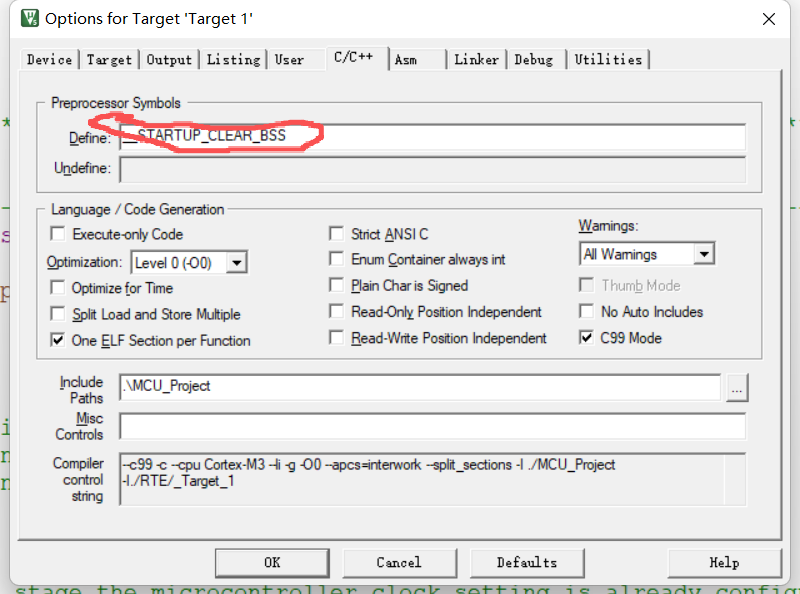 Options for Target 'Target 1'
Device Target Output Listing User C/C++ Asm Linker Debug Utilities
Preprocessor Symbols
Define: __STARTUP_CLEAR_BSS
Undefine:
Language / Code Generation
Execute-only Code
Strict ANSI C
Warnings:
Optimization: Level 0 (-O0)
Enum Container always int
All Warnings
Optimize for Time
Plain Char is Signed
Thumb Mode
Split Load and Store Multiple
Read-Only Position Independent
No Auto Includes
One ELF Section per Function
Read-Write Position Independent
C99 Mode
Include Paths
.\MCU_Project
...
Misc Controls
Compiler control string
--c99 -c --cpu Cortex-M3 --li -g -O0 --apcs=interwork --split_sections -I ./MCU_Project
-I./RTE/_Target_1
OK Cancel Defaults Help
stage the microcontroller clock setting is already config